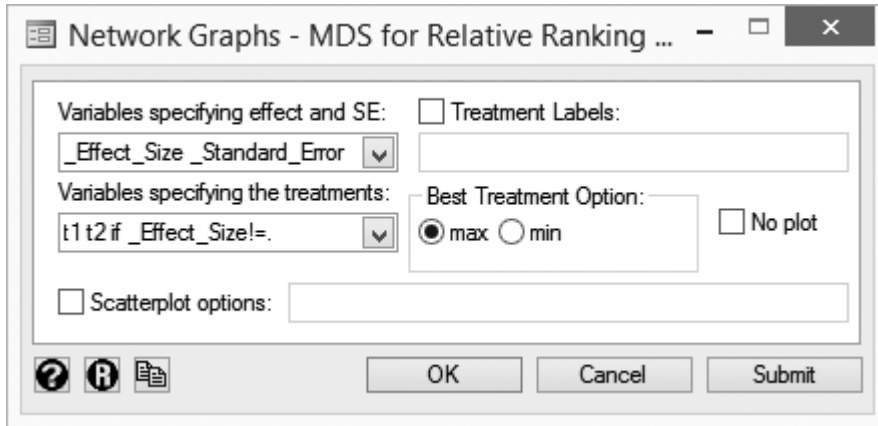 Network Graphs - MDS for Relative Ranking ...
Variables specifying effect and SE:
Treatment Labels:
_Effect_Size _Standard_Error
Variables specifying the treatments:
Best Treatment Option:
t1 t2 if _Effect_Size!=.
max
min
No plot
Scatterplot options:
? R
OK
Cancel
Submit